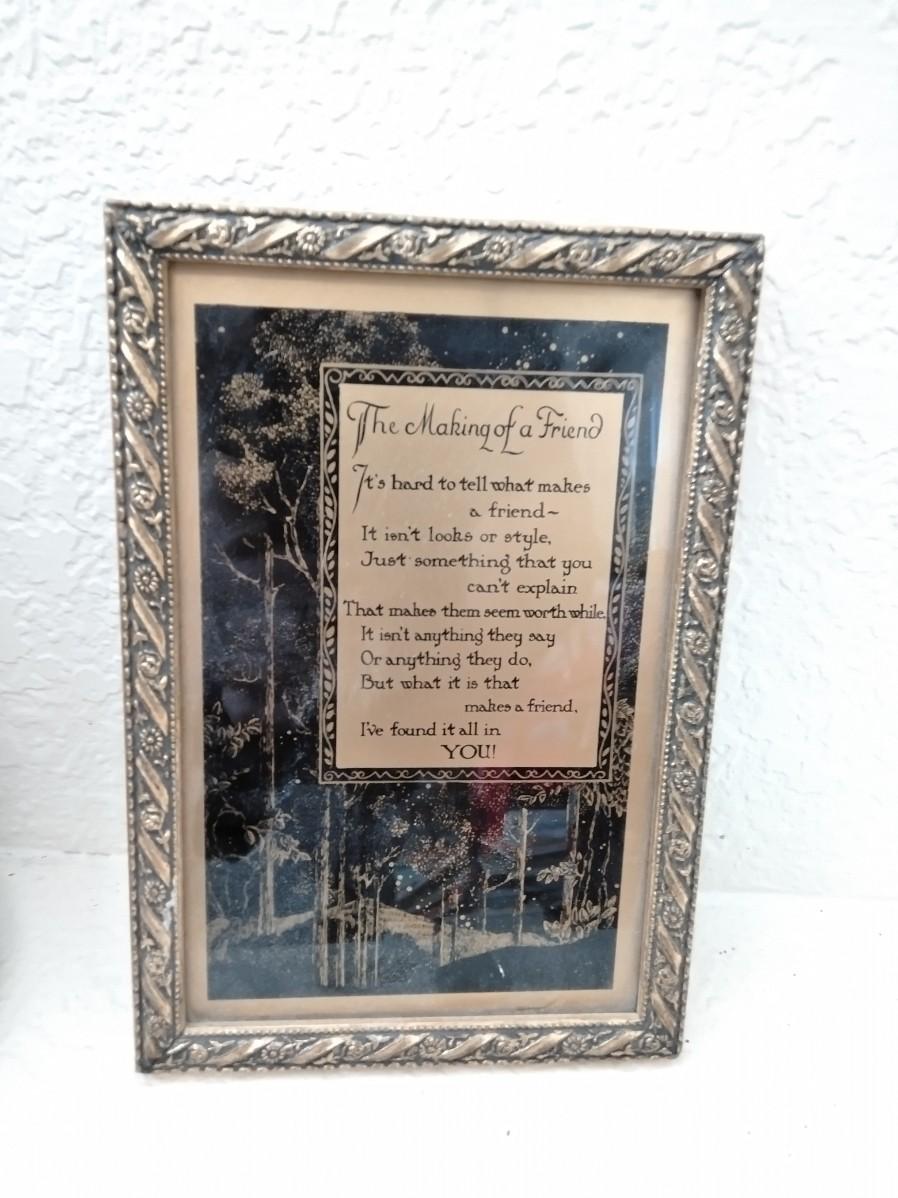 The Making of a Friend
It's hard to tell what makes
a friend~
It isn't looks or style,
Just something that you
can't explain
That makes them seem worth while.
It isn't anything they say
Or anything they do,
But what it is that
makes a friend,
I've found it all in
YOU!